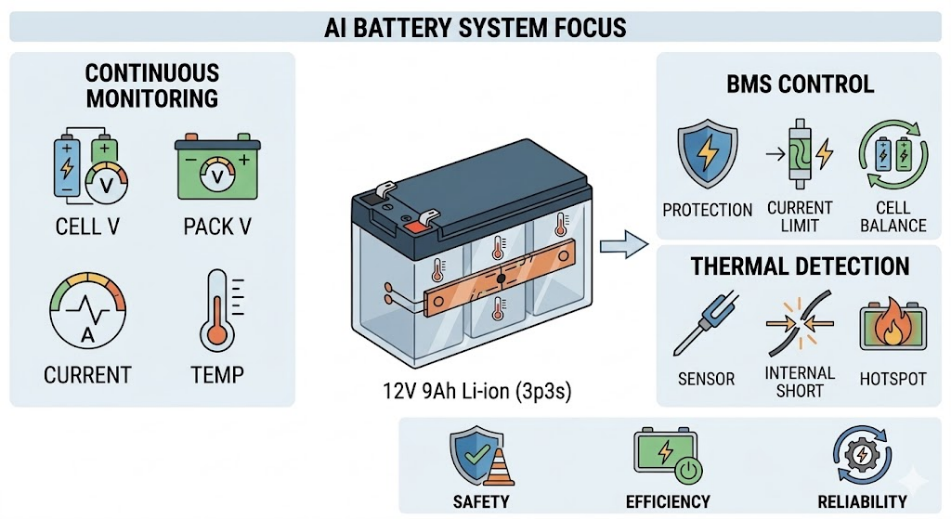 AI BATTERY SYSTEM FOCUS
CONTINUOUS
MONITORING
CELL V
PACK V
CURRENT
TEMP
V
V
A
12V 9Ah Li-ion (3p3s)
BMS CONTROL
PROTECTION
CURRENT
LIMIT
CELL
BALANCE
THERMAL DETECTION
SENSOR
INTERNAL
SHORT
HOTSPOT
SAFETY
EFFICIENCY
RELIABILITY